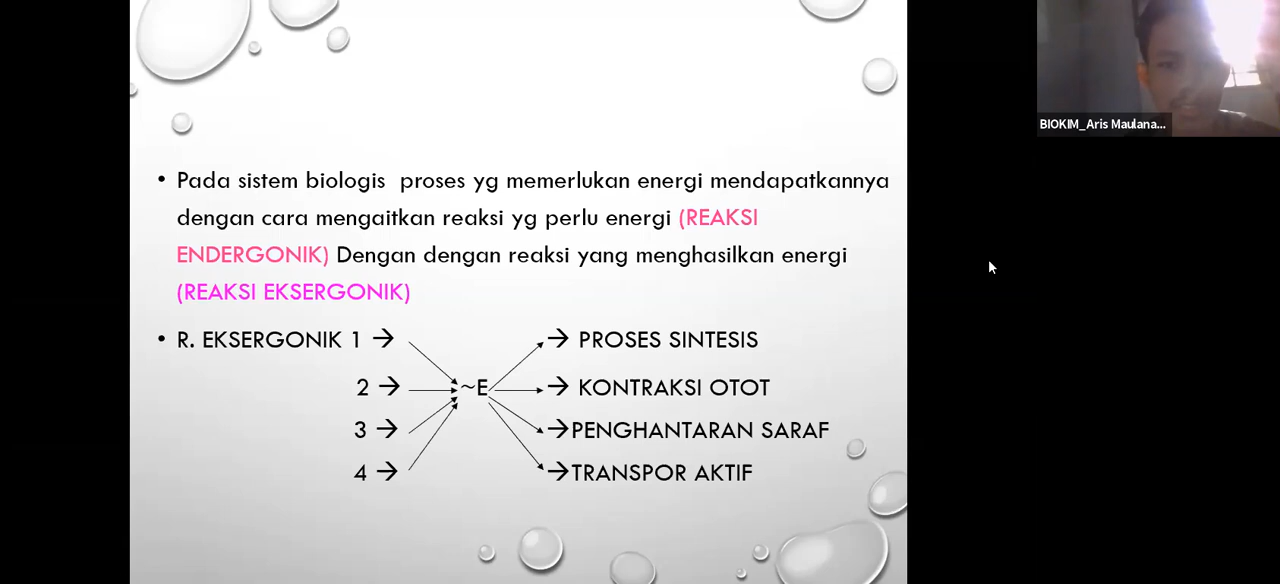 • Pada sistem biologis  proses yg memerlukan energi mendapatkannya
dengan cara mengaitkan reaksi yg perlu energi (REAKSI
ENDERGONIK) Dengan dengan reaksi yang menghasilkan energi
(REAKSI EKSERGONIK)
• R. EKSERGONIK 1 → → PROSES SINTESIS
2 → ~E → KONTRAKSI OTOT
3 → →PENGHANTARAN SARAF
4 → →TRANSPOR AKTIF
BIOKIM_Aris Maulana...